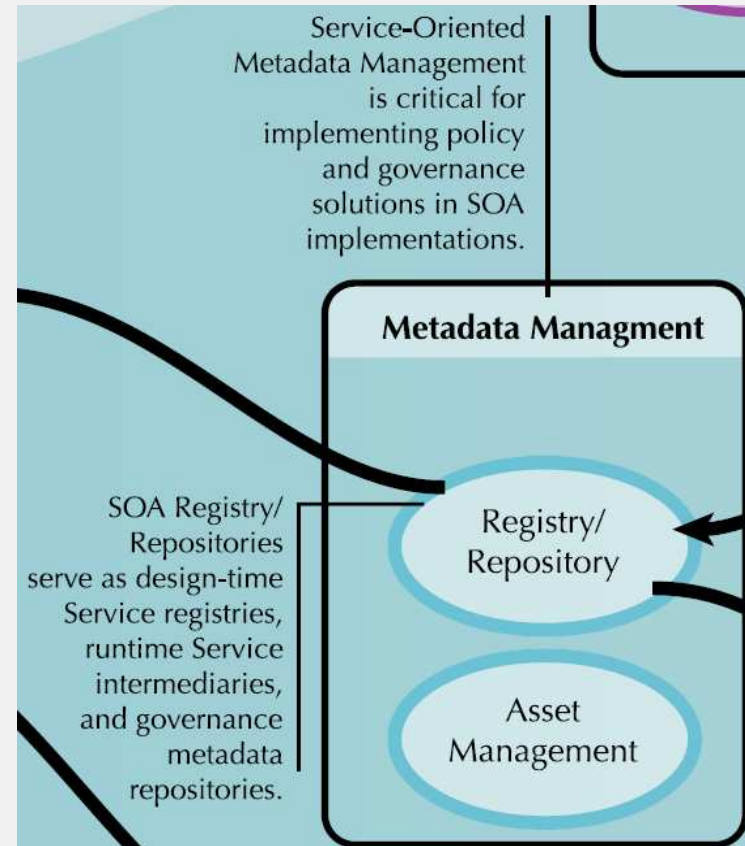 Service-Oriented
Metadata Management
is critical for
implementing policy
and governance
solutions in SOA
implementations.
Metadata Managment
SOA Registry/
Repositories
serve as design-time
Service registries,
runtime Service
intermediaries,
and governance
metadata
repositories.
Registry/
Repository
Asset
Management